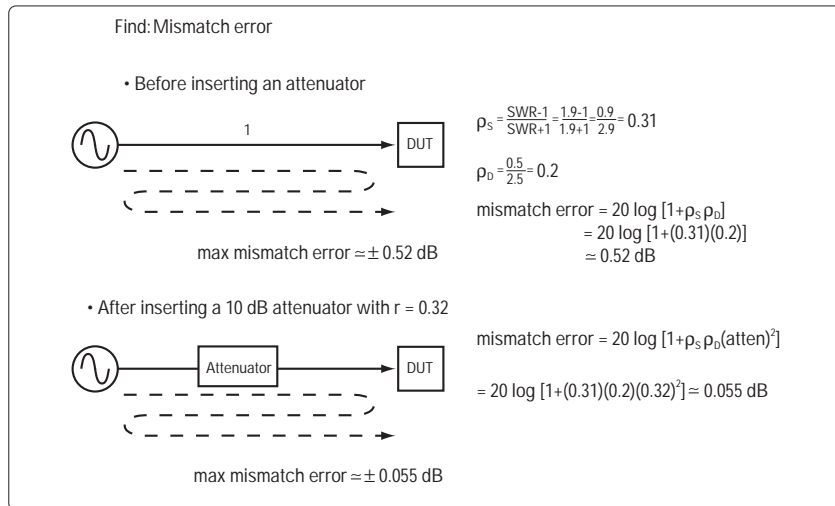 Find: Mismatch error
• Before inserting an attenuator
1
DUT
max mismatch error ≃ ± 0.52 dB
ρS = SWR-1/SWR+1 = 1.9-1/1.9+1 = 0.9/2.9 = 0.31
ρD = 0.5/2.5 = 0.2
mismatch error = 20 log [1+ρSρD]
= 20 log [1+(0.31)(0.2)]
≃ 0.52 dB
• After inserting a 10 dB attenuator with r = 0.32
Attenuator
DUT
max mismatch error ≃ ± 0.055 dB
mismatch error = 20 log [1+ρSρD(atten)²]
= 20 log [1+(0.31)(0.2)(0.32)²] ≃ 0.055 dB